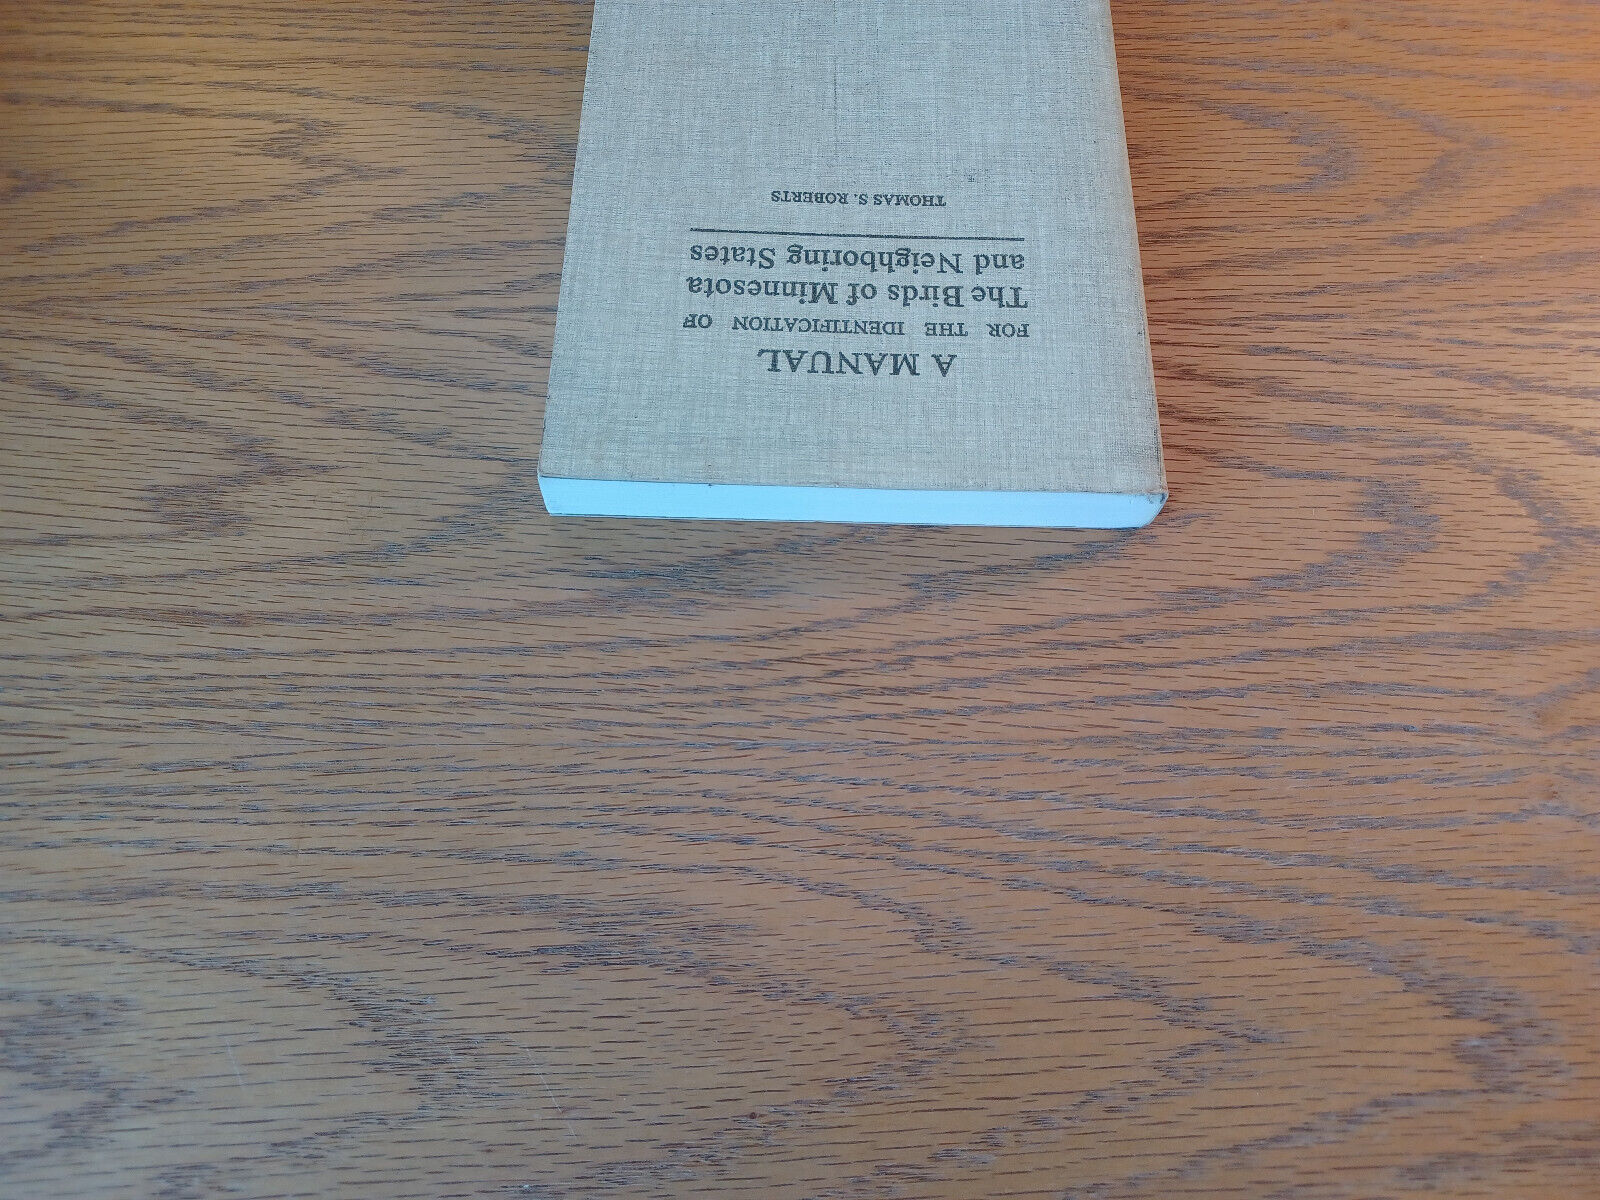 A MANUAL
FOR THE IDENTIFICATION OF
The Birds of Minnesota
and Neighboring States
THOMAS S. ROBERTS